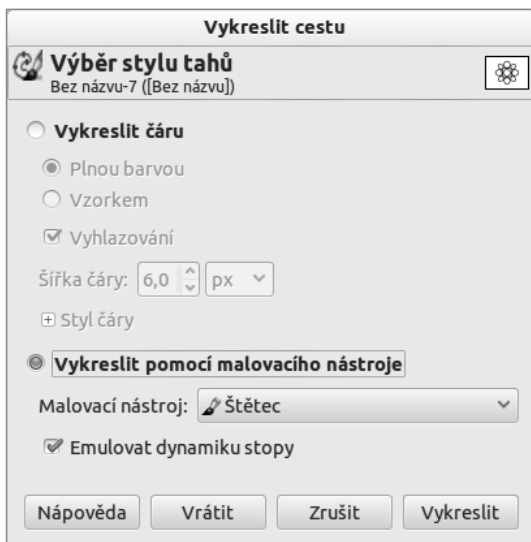 Vykreslit cestu
Výběr stylu tahů
Bez názvu-7 ([Bez názvu])
Vykreslit čáru
Plnou barvou
Vzorkem
Vyhlazování
Šířka čáry: 6,0 px
Styl čáry
Vykreslit pomocí malovacího nástroje
Malovací nástroj: Štětec
Emulovat dynamiku stopy
Nápověda Vrátit Zrušit Vykreslit